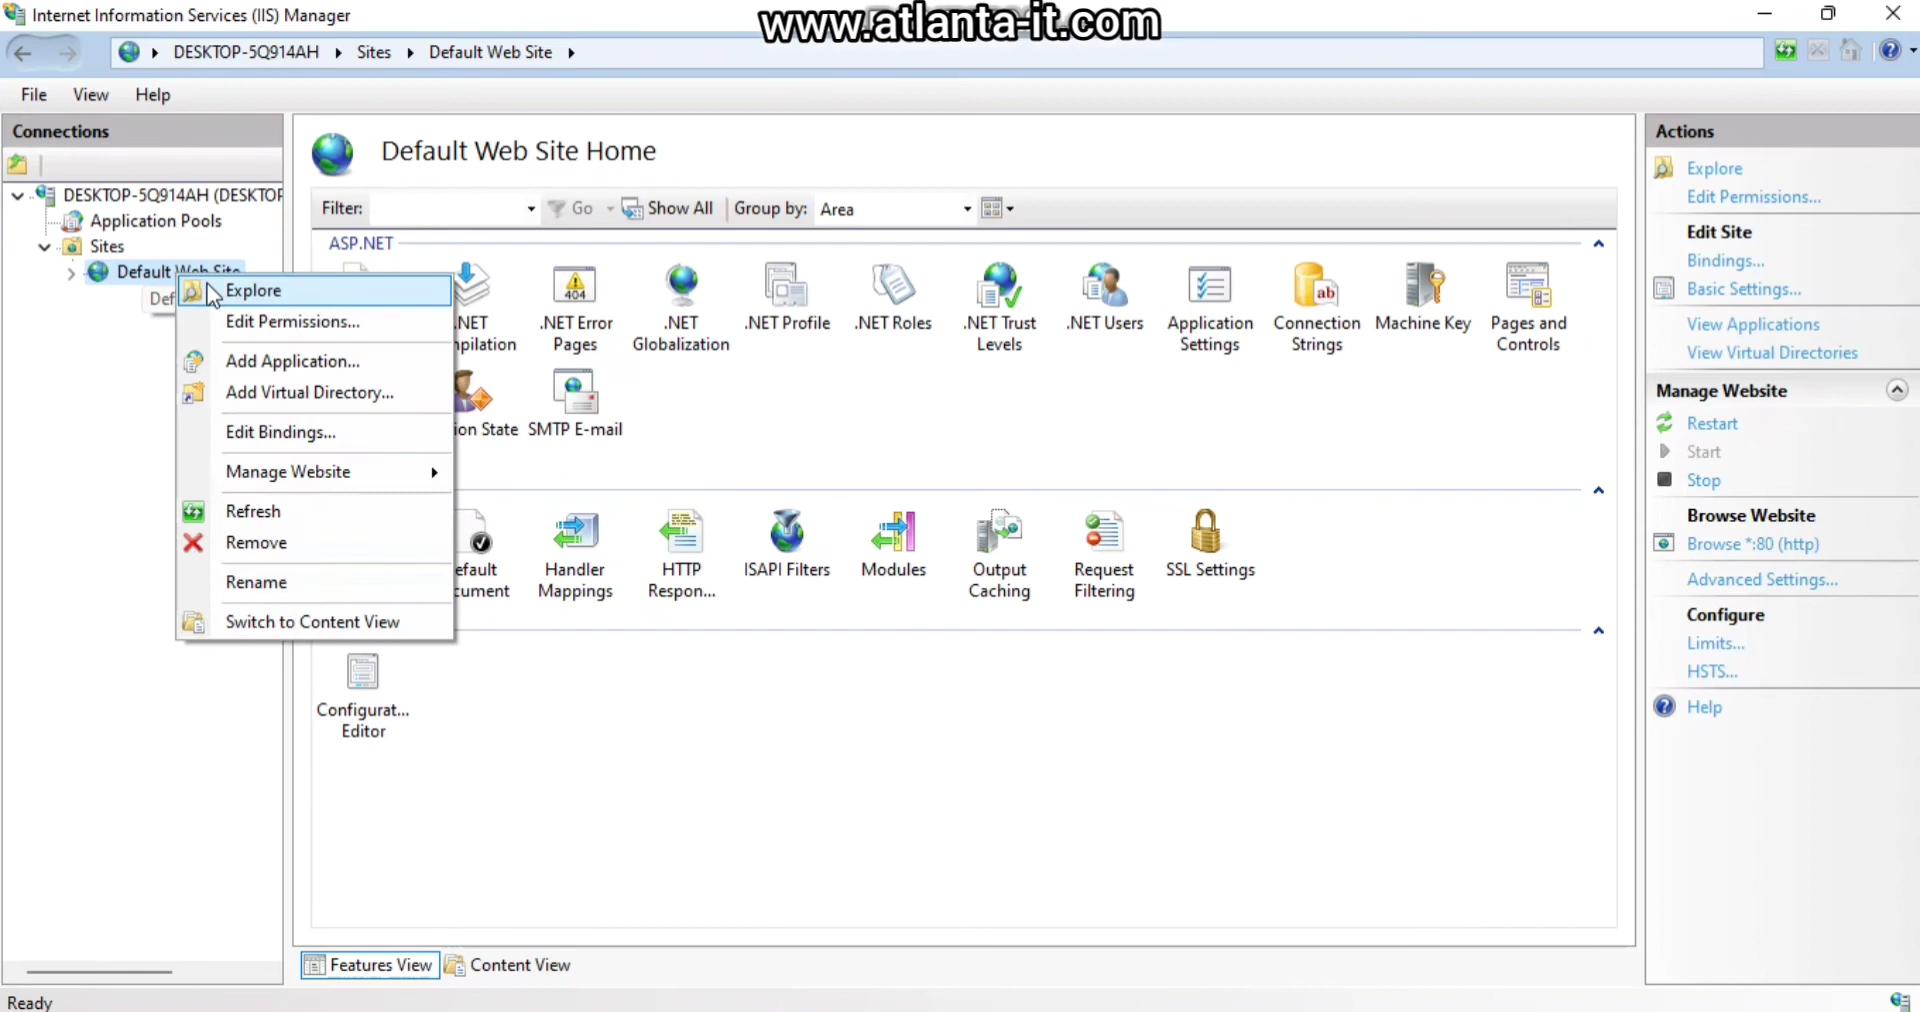 Internet Information Services (IIS) Manager
www.atlanta-it.com
DESKTOP-5Q914AH
Sites
Default Web Site
File
View
Help
Connections
DESKTOP-5Q914AH (DESKTOP
Application Pools
Sites
Default Web Site
Def
Explore
Edit Permissions...
Add Application...
Add Virtual Directory...
Edit Bindings...
Manage Website
Refresh
Remove
Rename
Switch to Content View
Default Web Site Home
Filter:
Go
Show All
Group by:
Area
ASP.NET
.NET
pilation
.NET Error
Pages
.NET
Globalization
.NET Profile
.NET Roles
.NET Trust
Levels
.NET Users
Application
Settings
Connection
Strings
Machine Key
Pages and
Controls
ion State
SMTP E-mail
efault
cument
Handler
Mappings
HTTP
Respon...
ISAPI Filters
Modules
Output
Caching
Request
Filtering
SSL Settings
Configurat...
Editor
Features View
Content View
Actions
Explore
Edit Permissions...
Edit Site
Bindings...
Basic Settings...
View Applications
View Virtual Directories
Manage Website
Restart
Start
Stop
Browse Website
Browse *:80 (http)
Advanced Settings...
Configure
Limits...
HSTS...
Help
Ready